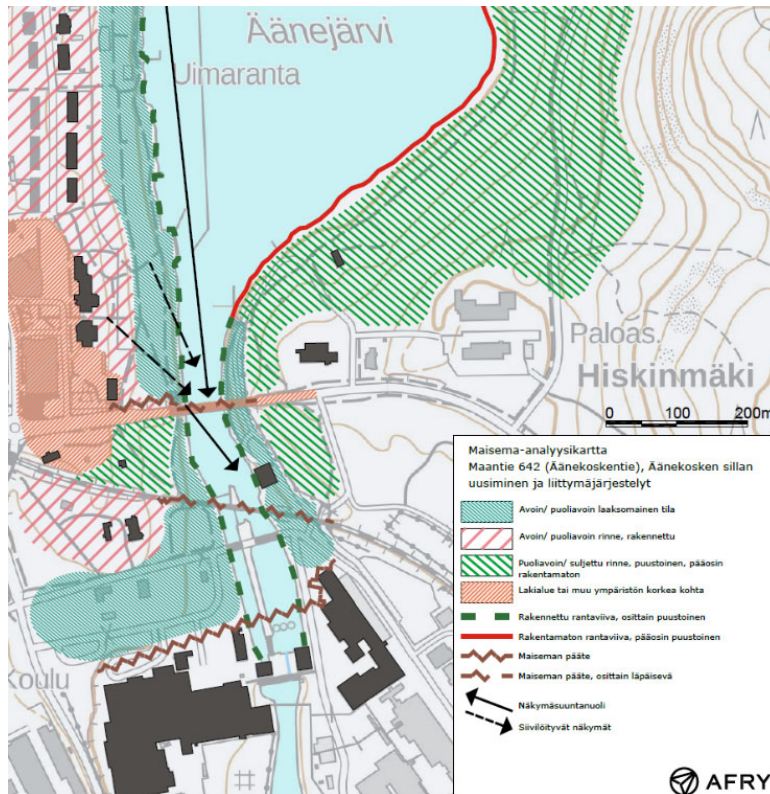 Äänejärvi
Uimaranta
Paloas.
Hiskinmäki
0 100 200m
Koulu
Maisema-analyysikartta
Maantie 642 (Äänekoskentie), Äänekosken sillan
uusiminen ja liittymäjärjestelyt
Avoin/ puoliavoin laaksomainen tila
Avoin/ puoliavoin rinne, rakennettu
Puoliavoin/ suljettu rinne, puustoinen, pääosin
rakentamaton
Lakialue tai muu ympäristön korkea kohta
Rakennettu rantaviiva, osittain puustoinen
Rakentamaton rantaviiva, pääosin puustoinen
Maiseman pääte
Maiseman pääte, osittain läpäisevä
Näkymäsuuntanuoli
Siivilöityvät näkymät
AFRY